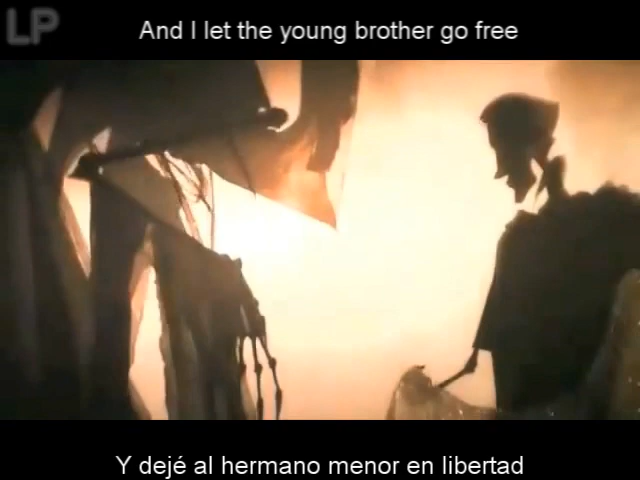 LP
And I let the young brother go free
Y dejé al hermano menor en libertad